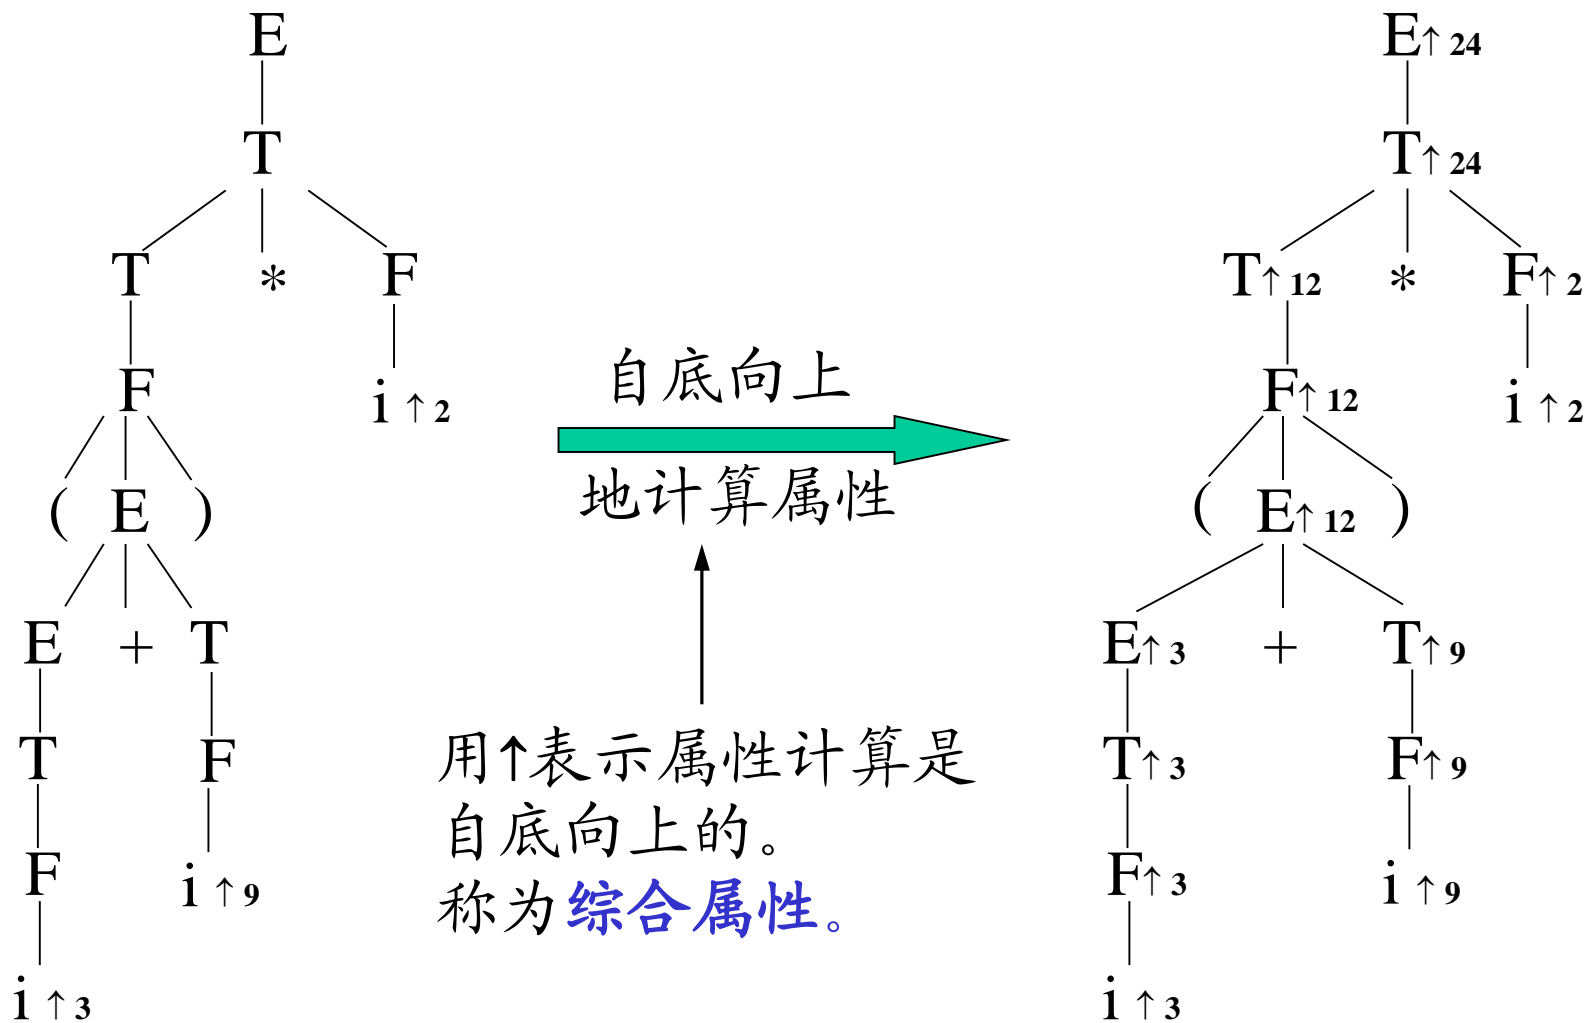 E
E↑ 24
T
T↑ 24
T * F
T↑ 12 * F↑ 2
F
i ↑ 2
F↑ 12
i ↑ 2
自底向上
地计算属性
( E )
( E↑ 12 )
E + T
E↑ 3 + T↑ 9
T
F
T↑ 3
F↑ 9
用↑表示属性计算是
自底向上的。
称为综合属性。
F
i ↑ 9
F↑ 3
i ↑ 9
i ↑ 3
i ↑ 3